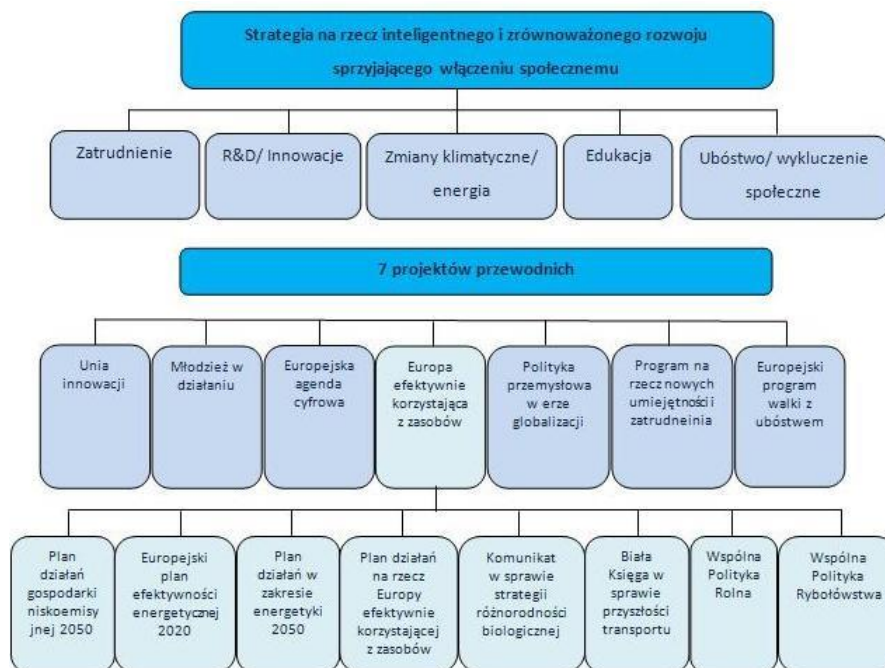 Strategia na rzecz inteligentnego i zrównoważonego rozwoju
sprzyjającego włączeniu społecznemu
Zatrudnienie
R&D/ Innowacje
Zmiany klimatyczne/
energia
Edukacja
Ubóstwo/ wykluczenie
społeczne
7 projektów przewodnich
Unia
innowacji
Młodzież w
działaniu
Europejska
agenda
cyfrowa
Europa
efektywnie
korzystająca
z zasobów
Polityka
przemysłowa
w erze
globalizacji
Program na
rzecz nowych
umiejętności i
zatrudneinia
Europejski
program
walki z
ubóstwem
Plan
działań
gospodarki
niskoemisy
jnej 2050
Europejski
plan
efektywności
energetycznej
2020
Plan
działań w
zakresie
energetyki
2050
Plan działań
na rzecz
Europy
efektywnie
korzystającej
z zasobów
Komunikat
w sprawie
strategii
różnorodności
biologicznej
Biała
Księga w
sprawie
przyszłości
transportu
Wspólna
Polityka
Rolna
Wspólna
Polityka
Rybołówstwa